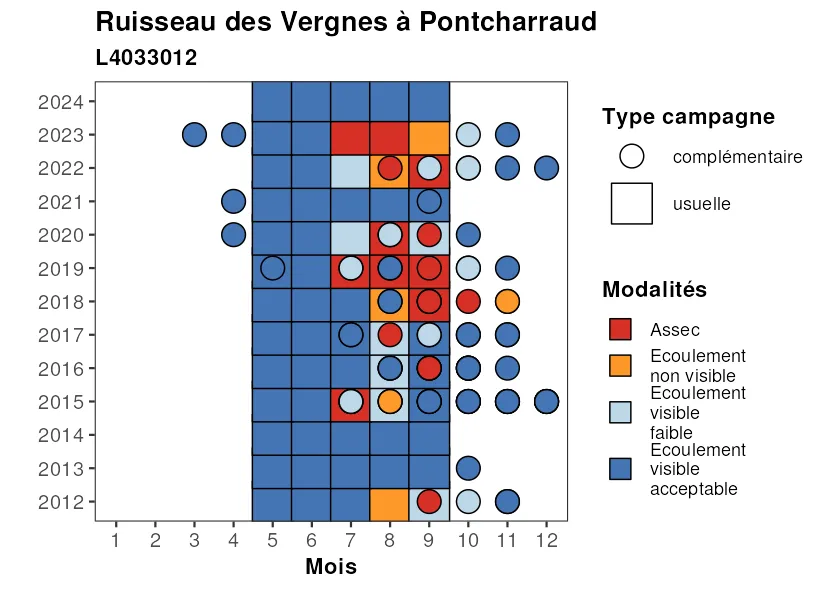 Ruisseau des Vergnes à Pontcharraud
L4033012
2024
2023
2022
2021
2020
2019
2018
2017
2016
2015
2014
2013
2012
1 2 3 4 5 6 7 8 9 10 11 12
Mois
Type campagne
complémentaire
usuelle
Modalités
Assec
Ecoulement
non visible
Ecoulement
visible
faible
Ecoulement
visible
acceptable